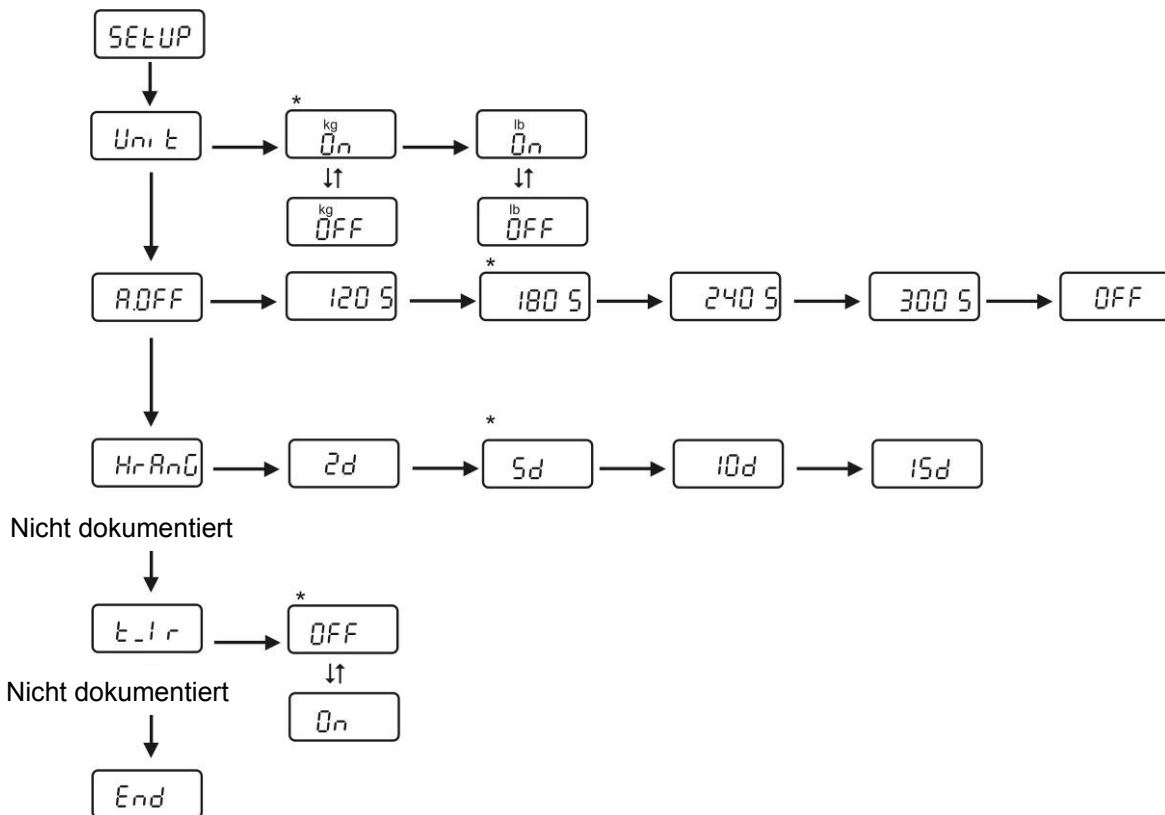 SEtUP
*
Unit kg On lb On
kg OFF lb OFF
*
A.OFF 120 S 180 S 240 S 300 S OFF
*
HrAnG 2d 5d 10d 15d
Nicht dokumentiert
*
t_Ir OFF
Nicht dokumentiert
On
End